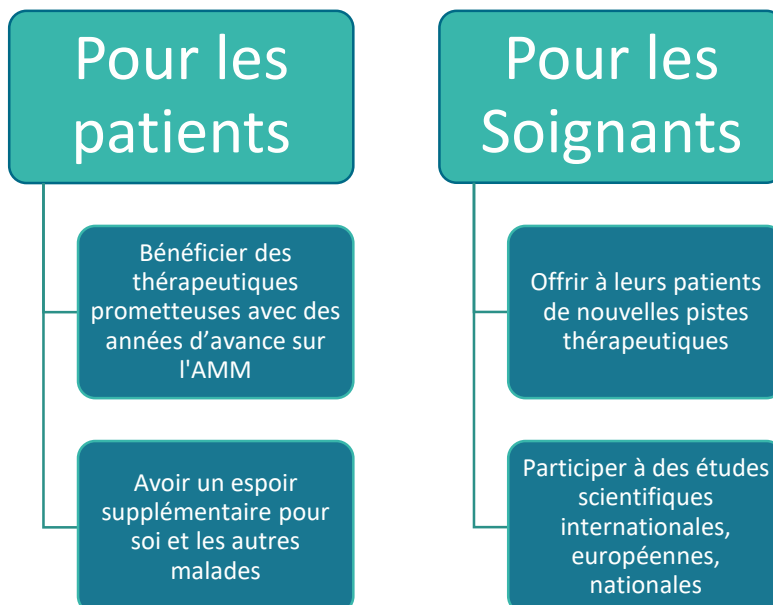 Pour les
patients
Bénéficier des
thérapeutiques
prometteuses avec des
années d’avance sur
l'AMM
Avoir un espoir
supplémentaire pour
soi et les autres
malades
Pour les
Soignants
Offrir à leurs patients
de nouvelles pistes
thérapeutiques
Participer à des études
scientifiques
internationales,
européennes,
nationales